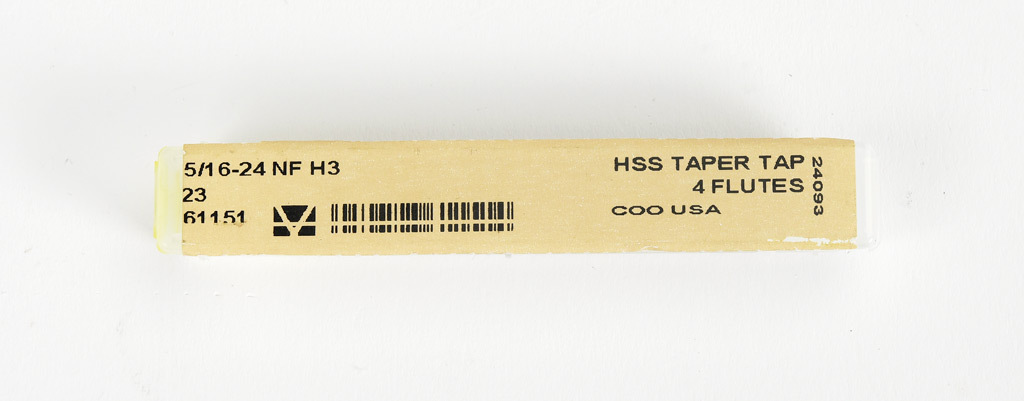 5/16-24 NF H3
23
61151
HSS TAPER TAP
4 FLUTES
COO USA
24093